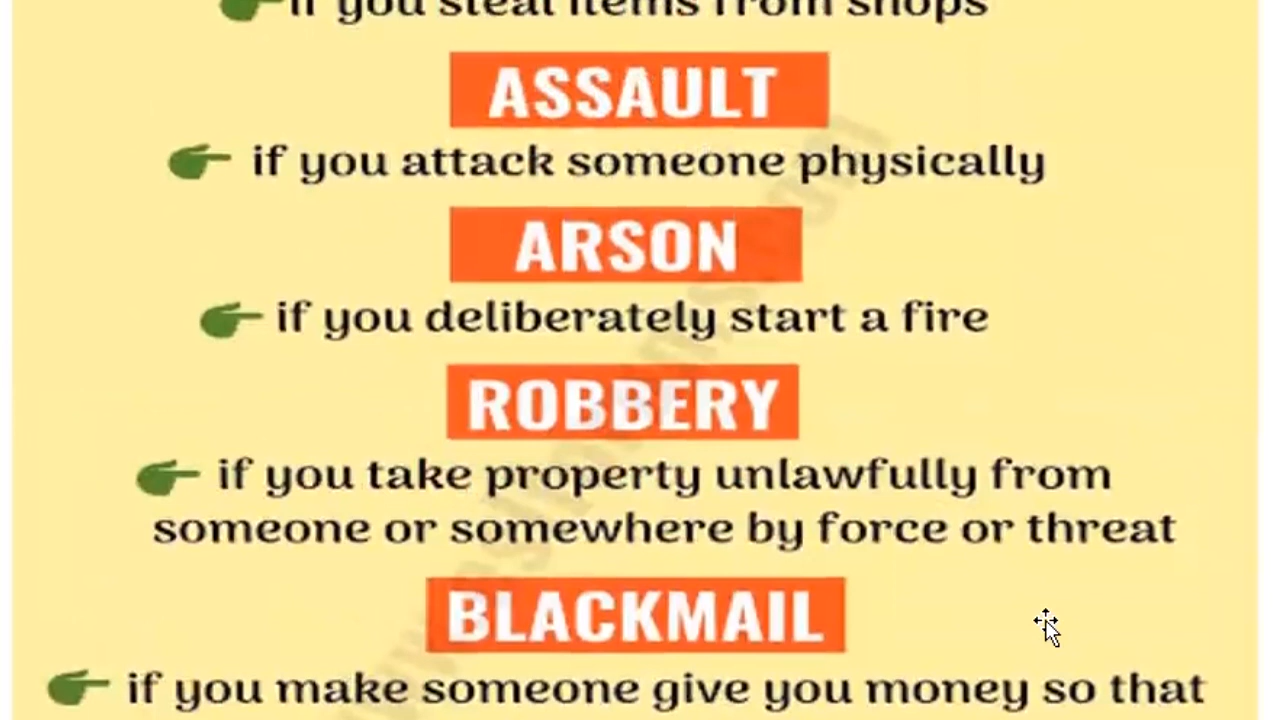 if you steal items from shops
ASSAULT
if you attack someone physically
ARSON
if you deliberately start a fire
ROBBERY
if you take property unlawfully from
someone or somewhere by force or threat
BLACKMAIL
if you make someone give you money so that